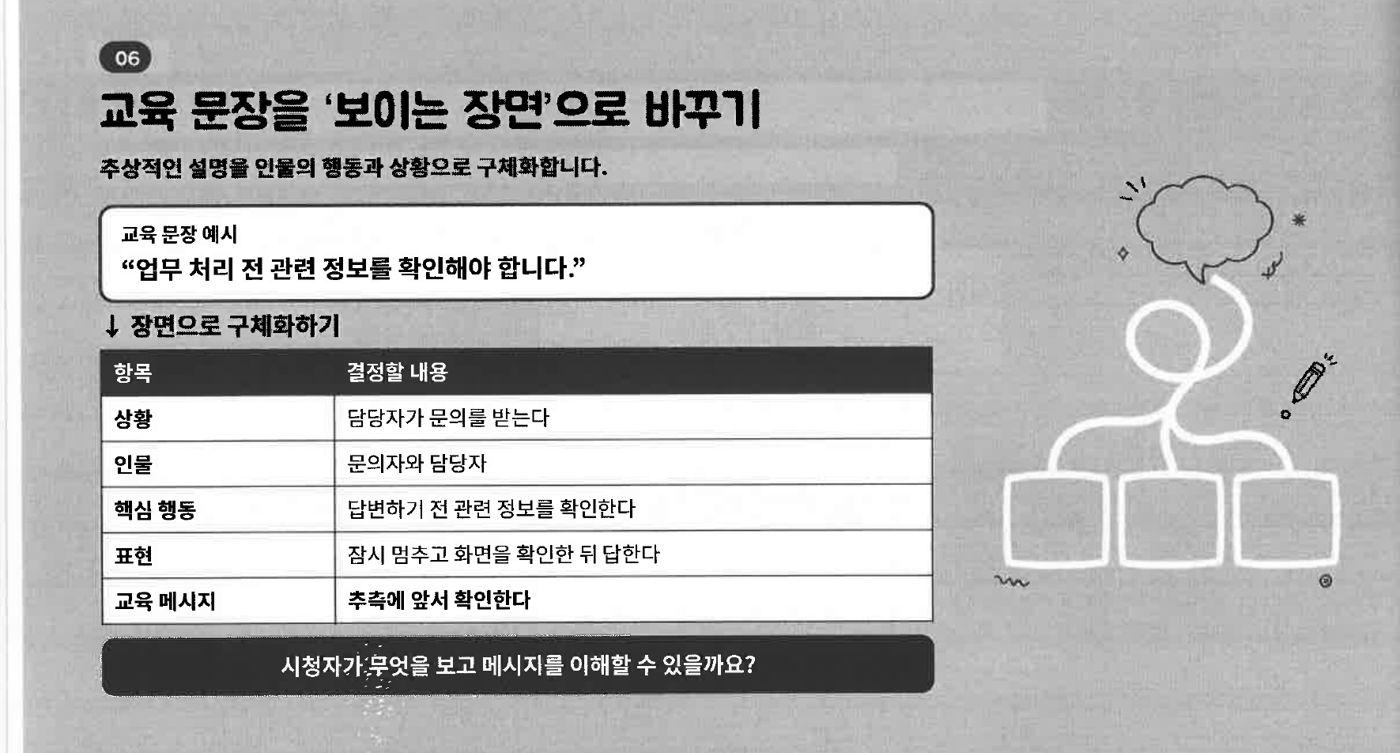 06
교육 문장을 ‘보이는 장면’으로 바꾸기
추상적인 설명을 인물의 행동과 상황으로 구체화합니다.
교육 문장 예시
“업무 처리 전 관련 정보를 확인해야 합니다.”
↓ 장면으로 구체화하기
항목 결정할 내용
상황 담당자가 문의를 받는다
인물 문의자와 담당자
핵심 행동 답변하기 전 관련 정보를 확인한다
표현 잠시 멈추고 화면을 확인한 뒤 답한다
교육 메시지 추측에 앞서 확인한다
시청자가 무엇을 보고 메시지를 이해할 수 있을까요?